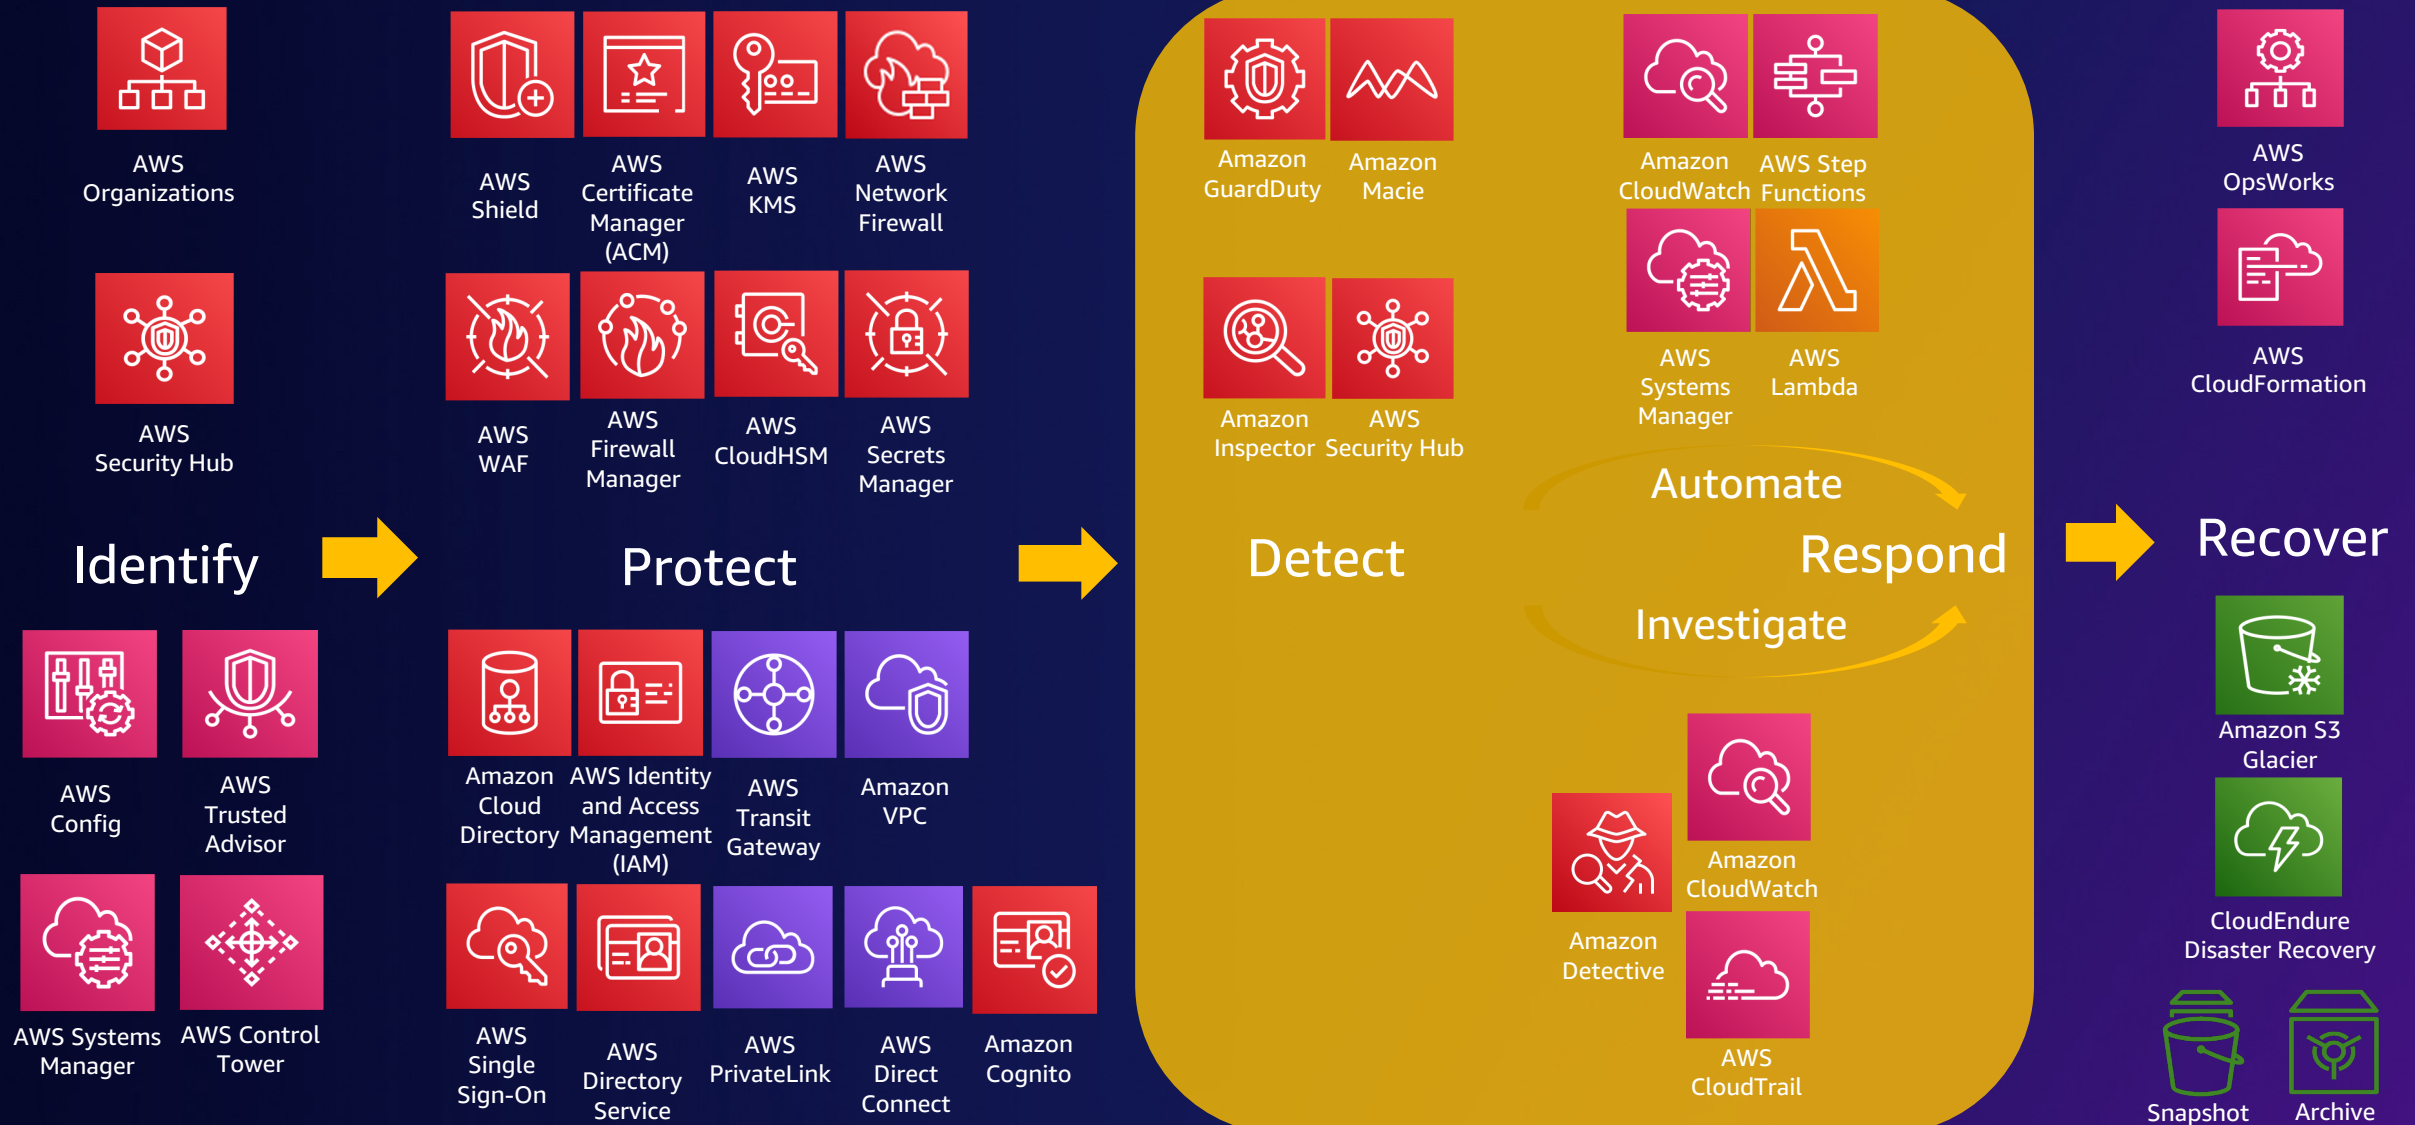 AWS
Organizations
AWS
Security Hub
Identify
AWS
Config
AWS
Trusted
Advisor
AWS Systems
Manager
AWS Control
Tower
AWS
Shield
AWS
Certificate
Manager
(ACM)
AWS
KMS
AWS
Network
Firewall
AWS
WAF
AWS
Firewall
Manager
AWS
CloudHSM
AWS
Secrets
Manager
Protect
Amazon
Cloud
Directory
AWS Identity
and Access
Management
(IAM)
AWS
Transit
Gateway
Amazon
VPC
AWS
Single
Sign-On
AWS
Directory
Service
AWS
PrivateLink
AWS
Direct
Connect
Amazon
Cognito
Amazon
GuardDuty
Amazon
Macie
Amazon
Inspector
AWS
Security Hub
Detect
Amazon
CloudWatch
AWS Step
Functions
AWS
Systems
Manager
AWS
Lambda
Automate
Respond
Investigate
Amazon
Detective
Amazon
CloudWatch
AWS
CloudTrail
AWS
OpsWorks
AWS
CloudFormation
Recover
Amazon S3
Glacier
CloudEndure
Disaster Recovery
Snapshot
Archive